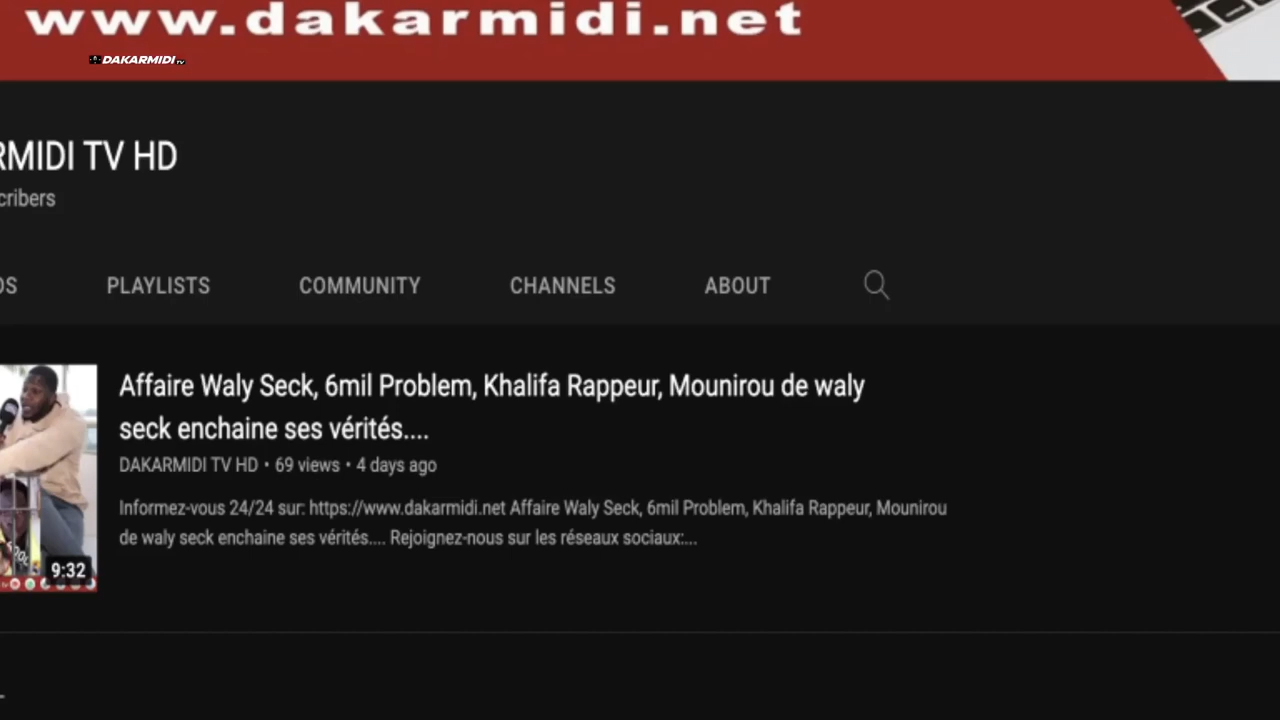 www.dakarmidi.net
DAKARMIDI TV
RMIDI TV HD
cribers
OS PLAYLISTS COMMUNITY CHANNELS ABOUT
Affaire Waly Seck, 6mil Problem, Khalifa Rappeur, Mounirou de waly
seck enchaine ses vérités....
DAKARMIDI TV HD • 69 views • 4 days ago
Informez-vous 24/24 sur: https://www.dakarmidi.net Affaire Waly Seck, 6mil Problem, Khalifa Rappeur, Mounirou
de waly seck enchaine ses vérités.... Rejoignez-nous sur les réseaux sociaux:...
9:32